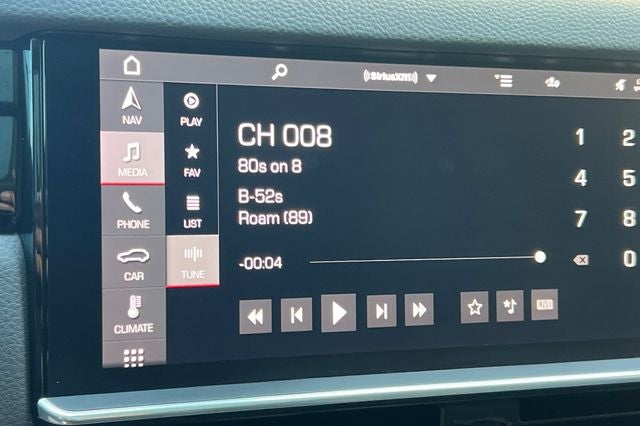 ((SiriusXM))
NAV
MEDIA
PHONE
CAR
CLIMATE
PLAY
FAV
LIST
TUNE
CH 008
80s on 8
B-52s
Roam (89)
-00:04
1 2
4 5
7 8
0
LIVE